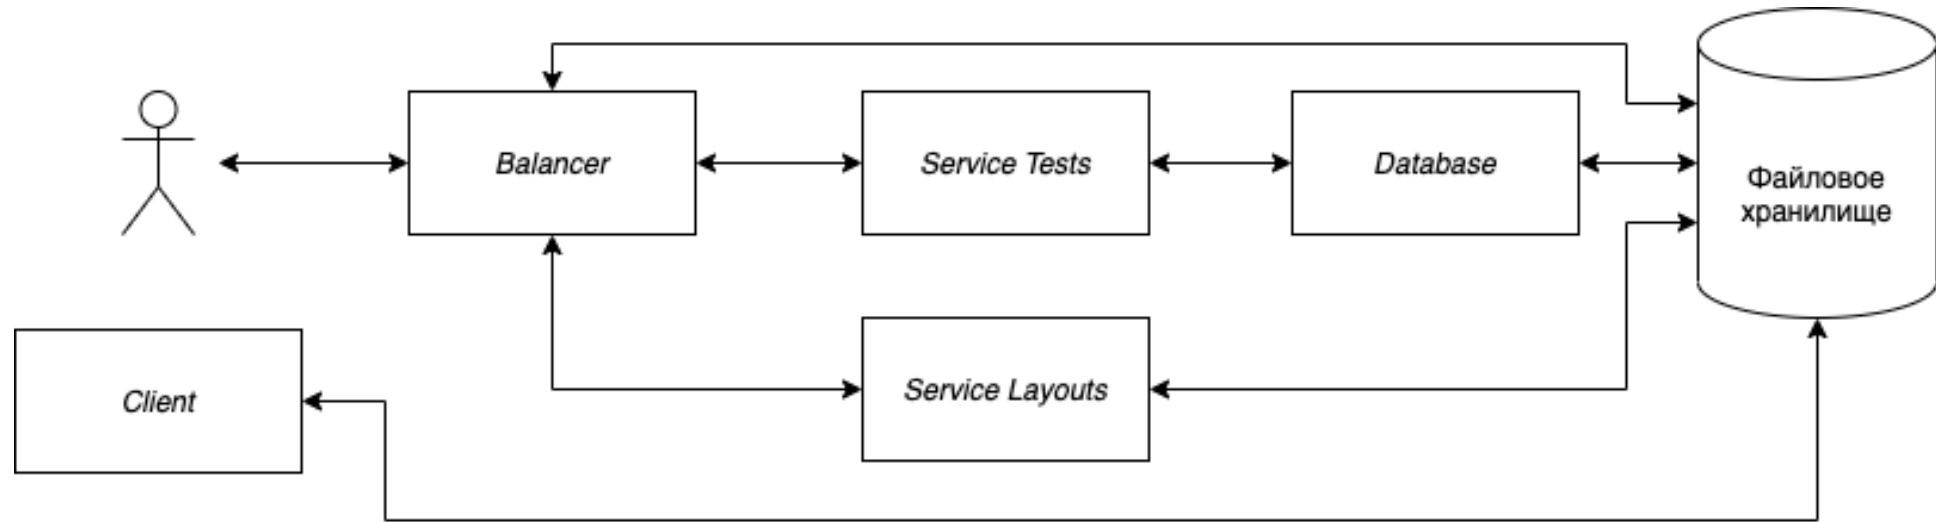 Balancer
Service Tests
Database
Файловое
хранилище
Client
Service Layouts